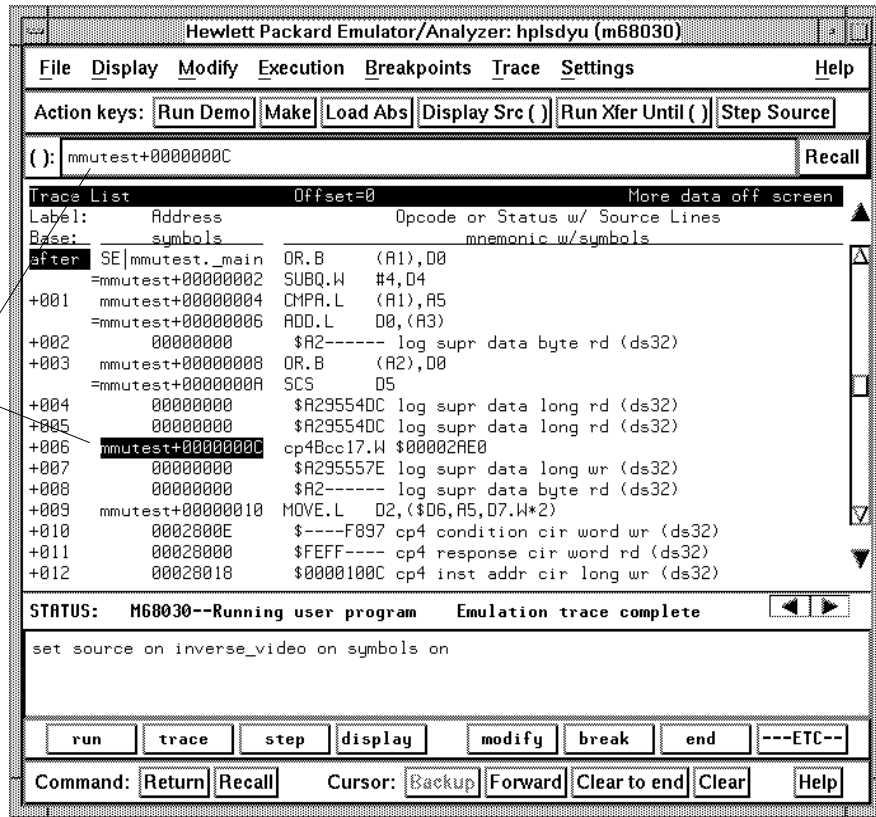 Hewlett Packard Emulator/Analyzer: hplsdyu (m68030)
File Display Modify Execution Breakpoints Trace Settings Help
Action keys: Run Demo Make Load Abs Display Src ( ) Run Xfer Until ( ) Step Source
( ): mmutest+0000000C Recall
Trace List Offset=0 More data off screen
Label: Address Opcode or Status w/ Source Lines
Base: symbols mnemonic w/symbols
after SE|mmutest._main OR.B (A1),D0
=mmutest+00000002 SUBQ.W #4,D4
+001 mmutest+00000004 CMPA.L (A1),A5
=mmutest+00000006 ADD.L D0,(A3)
+002 00000000 $A2------ log supr data byte rd (ds32)
+003 mmutest+00000008 OR.B (A2),D0
=mmutest+0000000A SCS D5
+004 00000000 $A29554DC log supr data long rd (ds32)
+005 00000000 $A29554DC log supr data long rd (ds32)
+006 mmutest+0000000C cp4Bcc17.W $00002AE0
+007 00000000 $A295557E log supr data long wr (ds32)
+008 00000000 $A2------ log supr data byte rd (ds32)
+009 mmutest+00000010 MOVE.L D2,($D6,A5,D7.W*2)
+010 0002800E $----F897 cp4 condition cir word wr (ds32)
+011 00028000 $FEFF---- cp4 response cir word rd (ds32)
+012 00028018 $0000100C cp4 inst addr cir long wr (ds32)
STATUS: M68030--Running user program Emulation trace complete
set source on inverse_video on symbols on
run trace step display modify break end ---ETC--
Command: Return Recall Cursor: Backup Forward Clear to end Clear Help